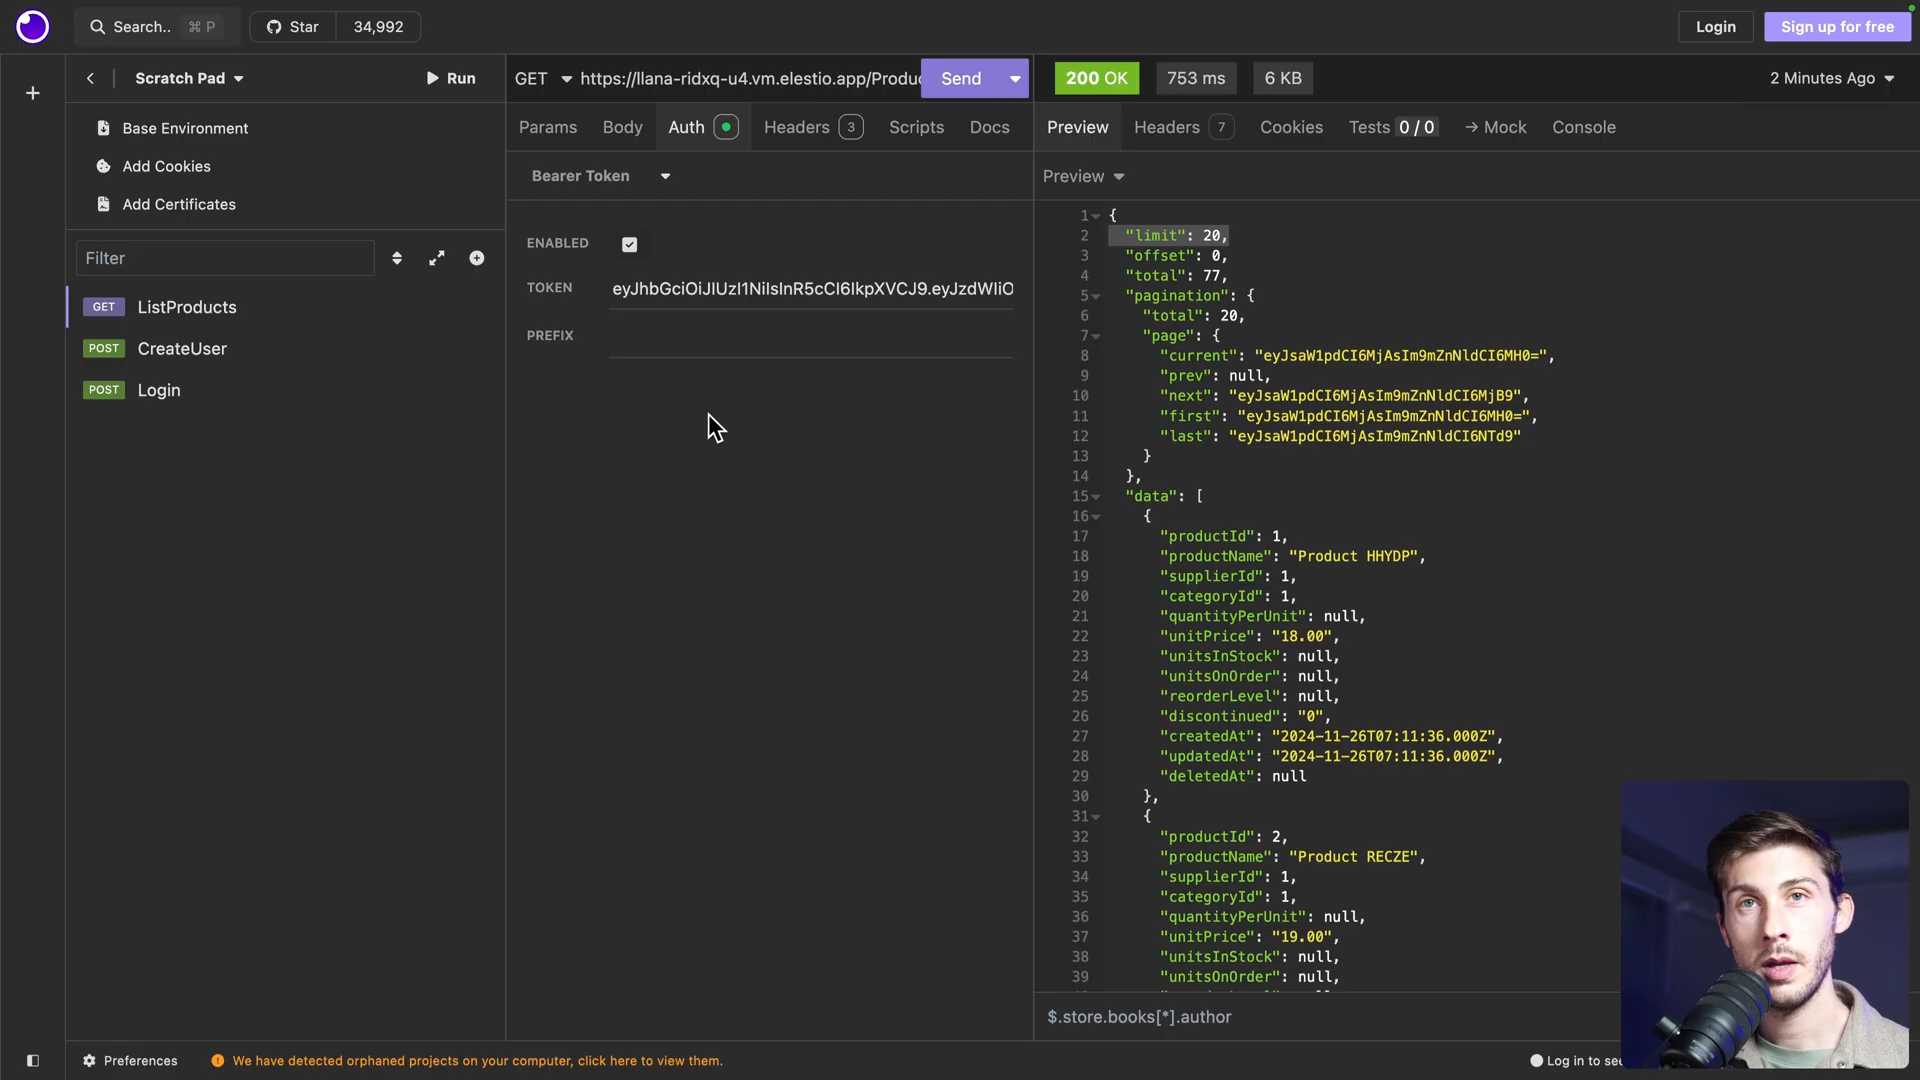 Search.. ⌘ P
Star 34,992
Login
Sign up for free
Scratch Pad
Run
Base Environment
Add Cookies
Add Certificates
Filter
GET ListProducts
POST CreateUser
POST Login
GET https://llana-ridxq-u4.vm.elestio.app/Produc
Send
Params Body Auth Headers 3 Scripts Docs
Bearer Token
ENABLED
TOKEN eyJhbGciOiJIUzI1NiIsInR5cCI6IkpXVCJ9.eyJzdWIiO
PREFIX
200 OK 753 ms 6 KB
2 Minutes Ago
Preview Headers 7 Cookies Tests 0 / 0 → Mock Console
Preview
1 {
2 "limit": 20,
3 "offset": 0,
4 "total": 77,
5 "pagination": {
6 "total": 20,
7 "page": {
8 "current": "eyJsaW1pdCI6MjAsIm9mZnNldCI6MH0=",
9 "prev": null,
10 "next": "eyJsaW1pdCI6MjAsIm9mZnNldCI6MjB9",
11 "first": "eyJsaW1pdCI6MjAsIm9mZnNldCI6MH0=",
12 "last": "eyJsaW1pdCI6MjAsIm9mZnNldCI6NTd9"
13 }
14 },
15 "data": [
16 {
17 "productId": 1,
18 "productName": "Product HHYDP",
19 "supplierId": 1,
20 "categoryId": 1,
21 "quantityPerUnit": null,
22 "unitPrice": "18.00",
23 "unitsInStock": null,
24 "unitsOnOrder": null,
25 "reorderLevel": null,
26 "discontinued": "0",
27 "createdAt": "2024-11-26T07:11:36.000Z",
28 "updatedAt": "2024-11-26T07:11:36.000Z",
29 "deletedAt": null
30 },
31 {
32 "productId": 2,
33 "productName": "Product RECZE",
34 "supplierId": 1,
35 "categoryId": 1,
36 "quantityPerUnit": null,
37 "unitPrice": "19.00",
38 "unitsInStock": null,
39 "unitsOnOrder": null,
$.store.books[*].author
Preferences
We have detected orphaned projects on your computer, click here to view them.
Log in to see